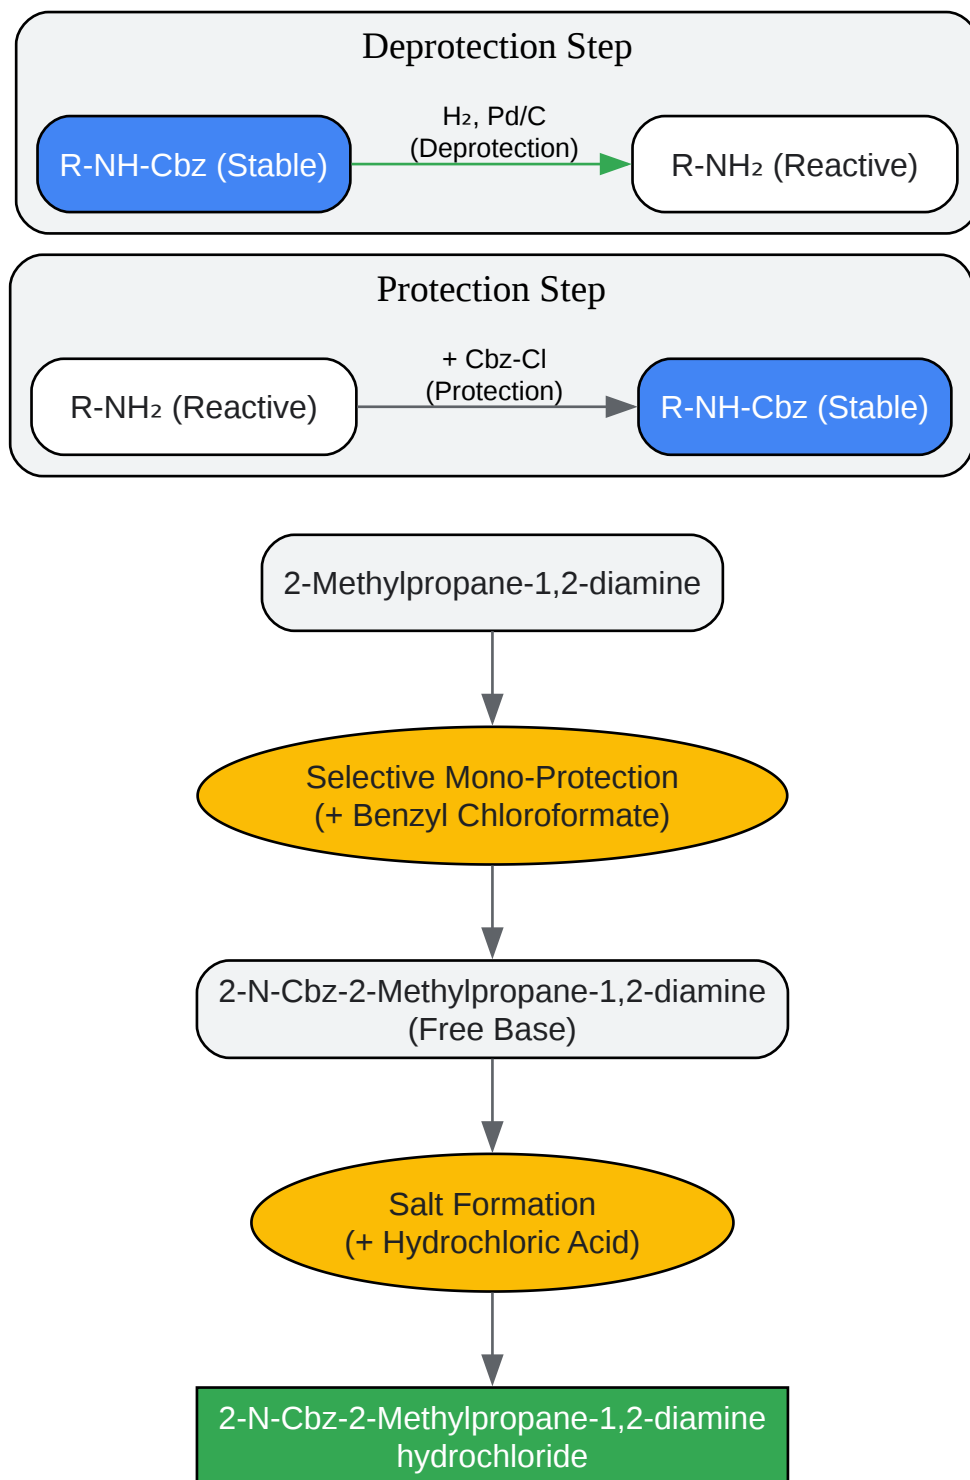 Deprotection Step
H₂, Pd/C
(Deprotection)
R-NH-Cbz (Stable)
R-NH₂ (Reactive)
Protection Step
+ Cbz-Cl
(Protection)
R-NH₂ (Reactive)
R-NH-Cbz (Stable)
2-Methylpropane-1,2-diamine
Selective Mono-Protection
(+ Benzyl Chloroformate)
2-N-Cbz-2-Methylpropane-1,2-diamine
(Free Base)
Salt Formation
(+ Hydrochloric Acid)
2-N-Cbz-2-Methylpropane-1,2-diamine
hydrochloride